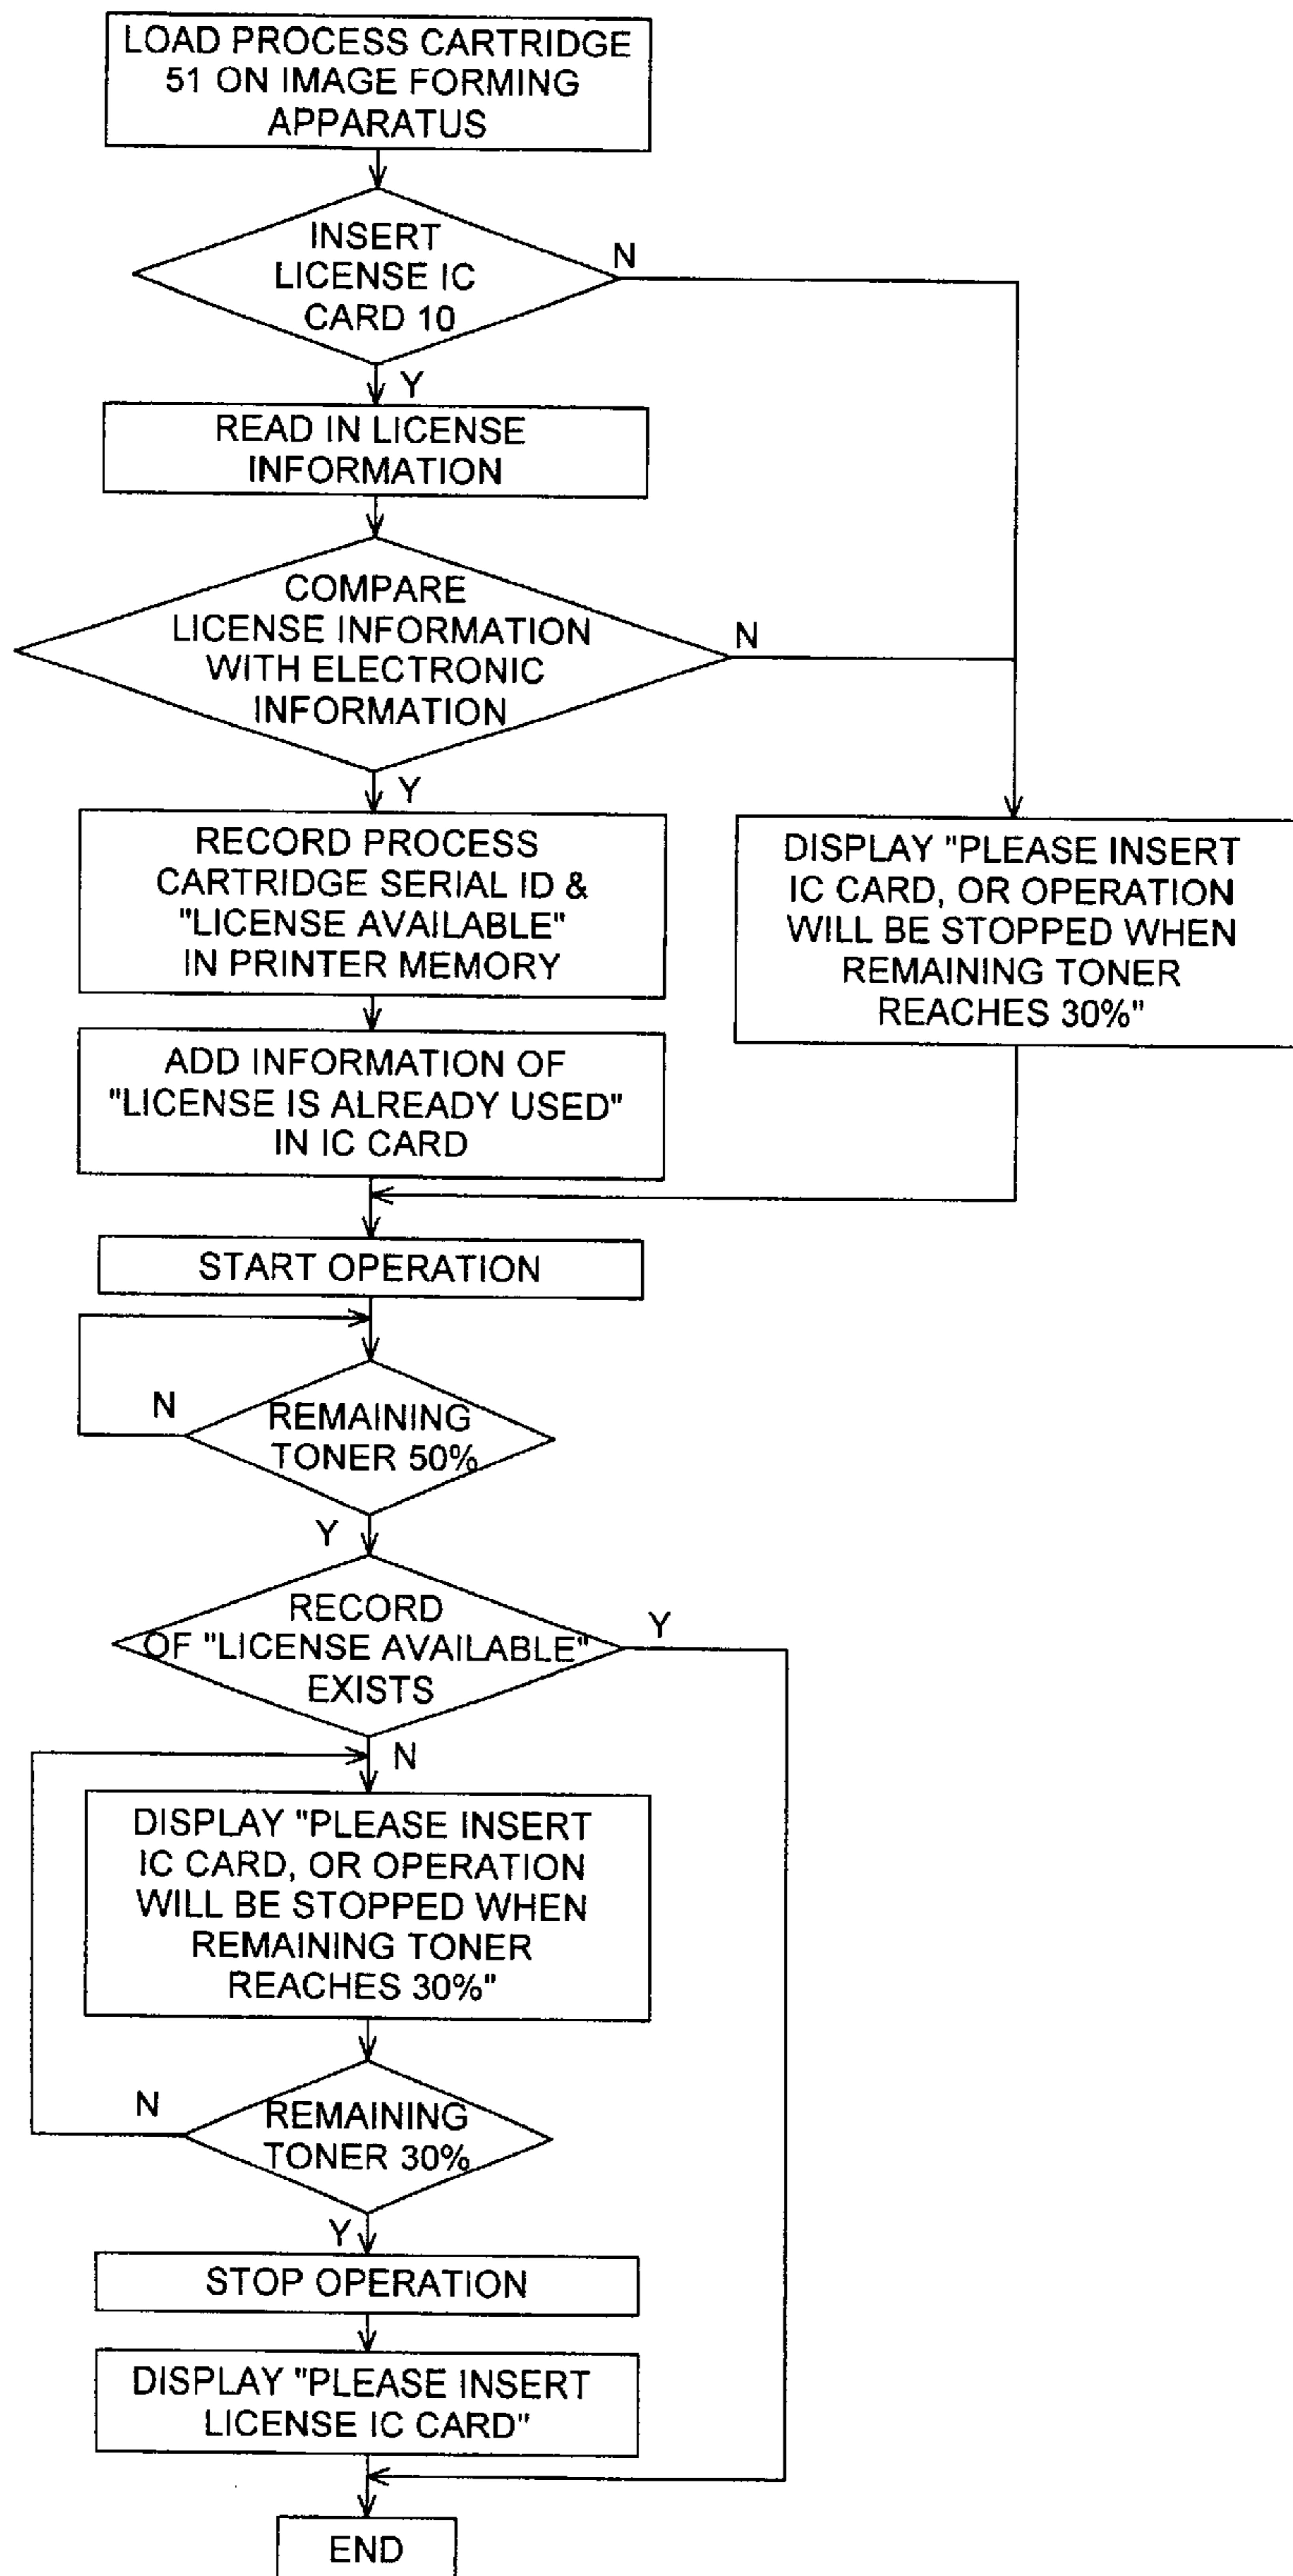 LOAD PROCESS CARTRIDGE
51 ON IMAGE FORMING
APPARATUS
INSERT
LICENSE IC
CARD 10
N
Y
READ IN LICENSE
INFORMATION
COMPARE
LICENSE INFORMATION
WITH ELECTRONIC
INFORMATION
N
Y
RECORD PROCESS
CARTRIDGE SERIAL ID &
"LICENSE AVAILABLE"
IN PRINTER MEMORY
DISPLAY "PLEASE INSERT
IC CARD, OR OPERATION
WILL BE STOPPED WHEN
REMAINING TONER
REACHES 30%"
ADD INFORMATION OF
"LICENSE IS ALREADY USED"
IN IC CARD
START OPERATION
N
REMAINING
TONER 50%
Y
RECORD
OF "LICENSE AVAILABLE"
EXISTS
Y
N
DISPLAY "PLEASE INSERT
IC CARD, OR OPERATION
WILL BE STOPPED WHEN
REMAINING TONER
REACHES 30%"
N
REMAINING
TONER 30%
Y
STOP OPERATION
DISPLAY "PLEASE INSERT
LICENSE IC CARD"
END